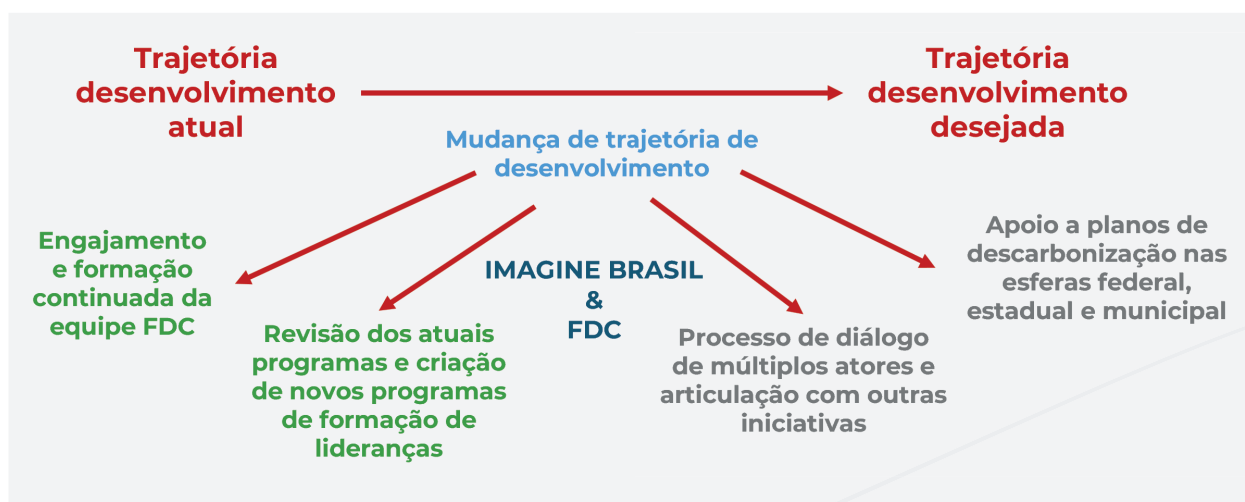 Trajetória
desenvolvimento
atual
Trajetória
desenvolvimento
desejada
Mudança de trajetória de
desenvolvimento
Engajamento
e formação
continuada da
equipe FDC
Revisão dos atuais
programas e criação
de novos programas
de formação de
lideranças
IMAGINE BRASIL
&
FDC
Processo de diálogo
de múltiplos atores e
articulação com outras
iniciativas
Apoio a planos de
descarbonização nas
esferas federal,
estadual e municipal